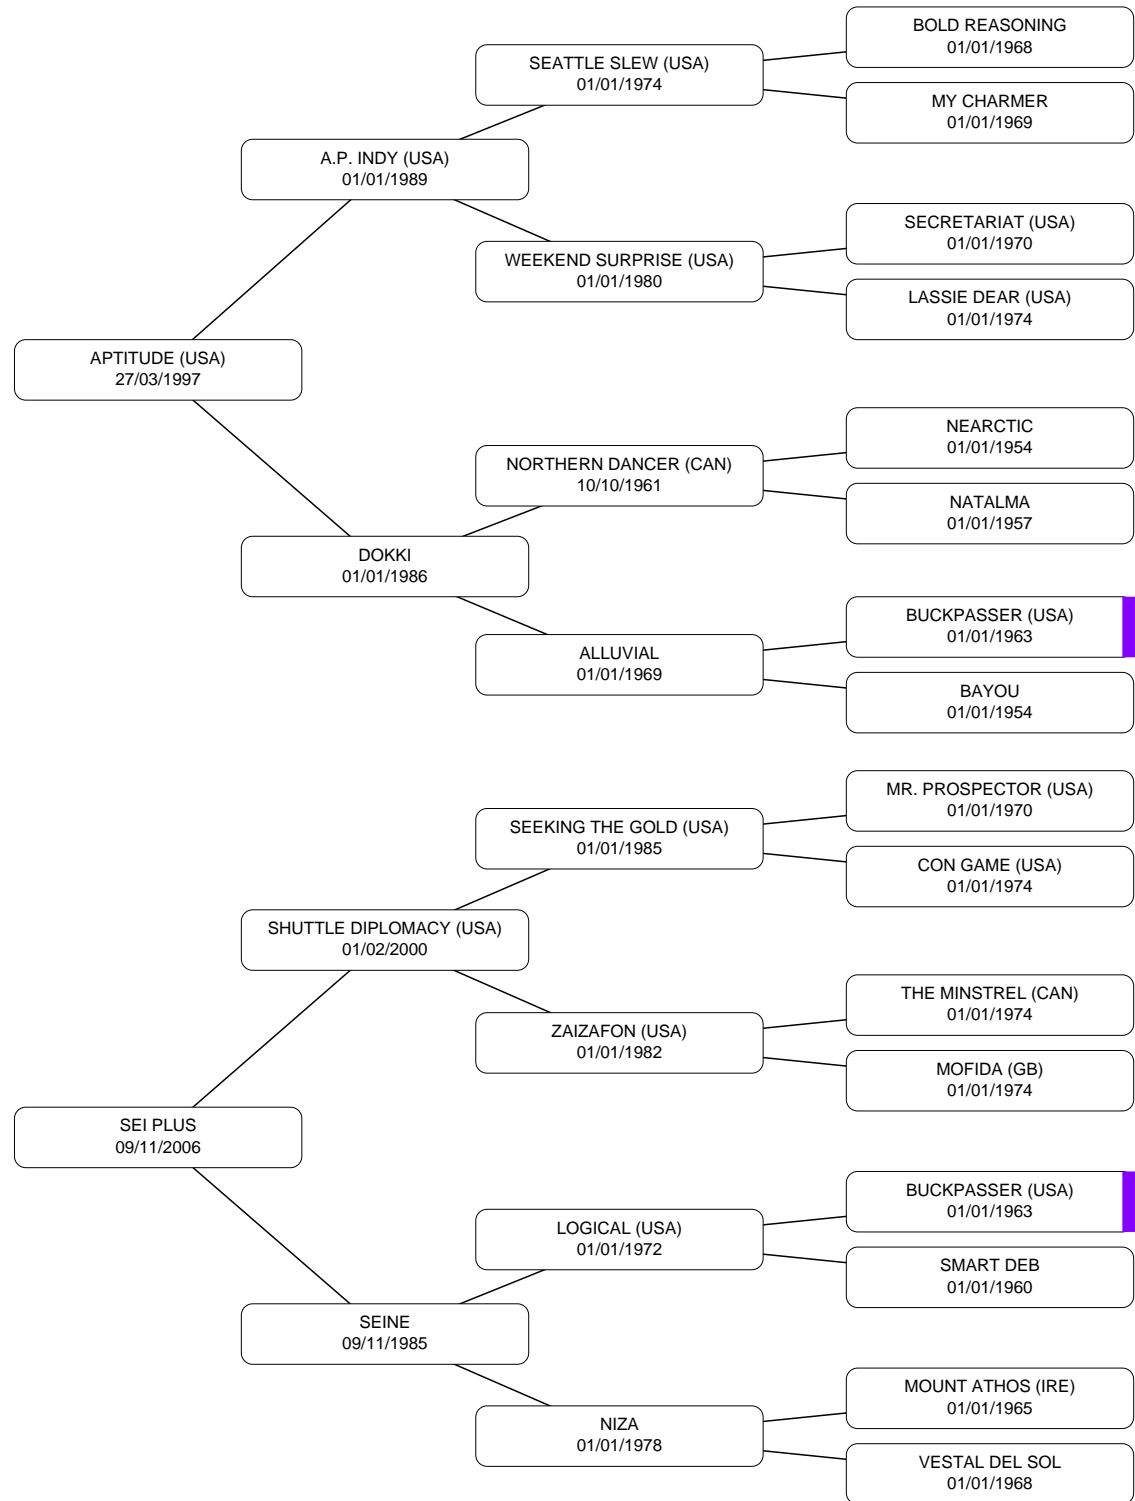 BOLD REASONING
01/01/1968
SEATTLE SLEW (USA)
01/01/1974
MY CHARMER
01/01/1969
A.P. INDY (USA)
01/01/1989
SECRETARIAT (USA)
01/01/1970
WEEKEND SURPRISE (USA)
01/01/1980
LASSIE DEAR (USA)
01/01/1974
APTITUDE (USA)
27/03/1997
NEARCTIC
01/01/1954
NORTHERN DANCER (CAN)
10/10/1961
NATALMA
01/01/1957
DOKKI
01/01/1986
BUCKPASSER (USA)
01/01/1963
ALLUVIAL
01/01/1969
BAYOU
01/01/1954
MR. PROSPECTOR (USA)
01/01/1970
SEEKING THE GOLD (USA)
01/01/1985
CON GAME (USA)
01/01/1974
SHUTTLE DIPLOMACY (USA)
01/02/2000
THE MINSTREL (CAN)
01/01/1974
ZAIZAFON (USA)
01/01/1982
MOFIDA (GB)
01/01/1974
SEI PLUS
09/11/2006
BUCKPASSER (USA)
01/01/1963
LOGICAL (USA)
01/01/1972
SMART DEB
01/01/1960
SEINE
09/11/1985
MOUNT ATHOS (IRE)
01/01/1965
NIZA
01/01/1978
VESTAL DEL SOL
01/01/1968